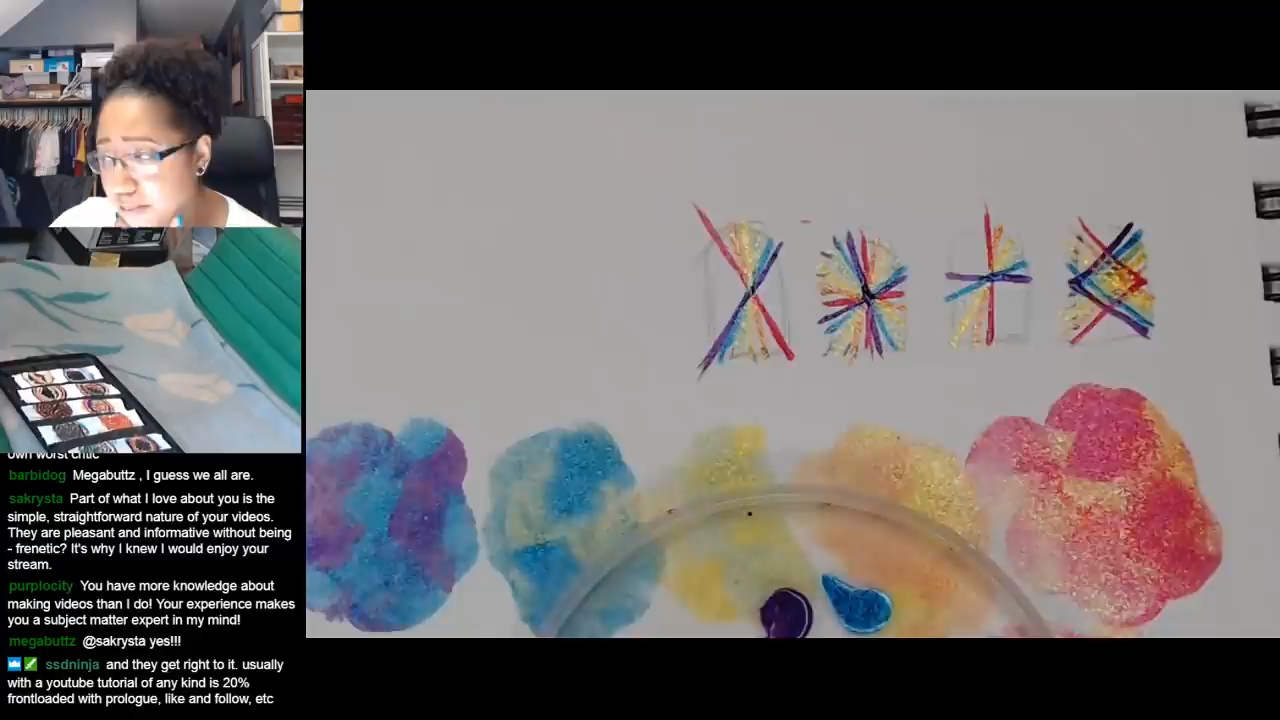 own worst critic
barbidog Megabuttz , I guess we all are.
sakrysta Part of what I love about you is the
simple, straightforward nature of your videos.
They are pleasant and informative without being
- frenetic? It's why I knew I would enjoy your
stream.
purplocity You have more knowledge about
making videos than I do! Your experience makes
you a subject matter expert in my mind!
megabuttz @sakrysta yes!!!
ssdninja and they get right to it. usually
with a youtube tutorial of any kind is 20%
frontloaded with prologue, like and follow, etc